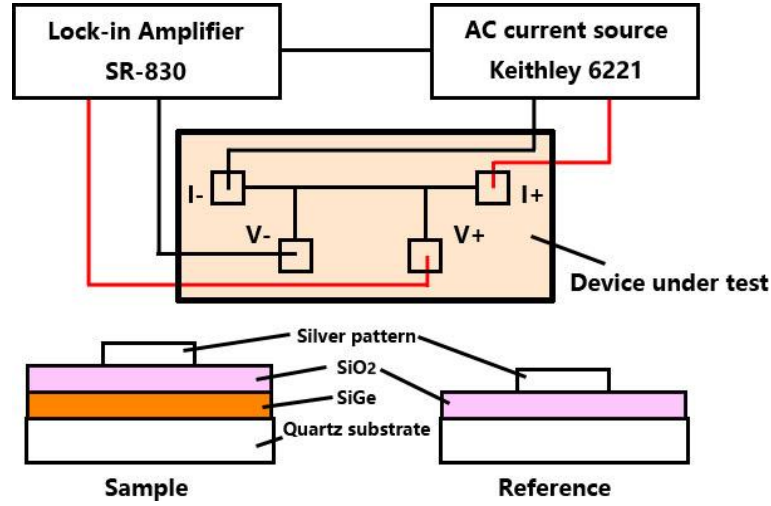 Lock-in Amplifier
SR-830
AC current source
Keithley 6221
I-
I+
V-
V+
Device under test
Silver pattern
SiO2
SiGe
Quartz substrate
Sample
Reference